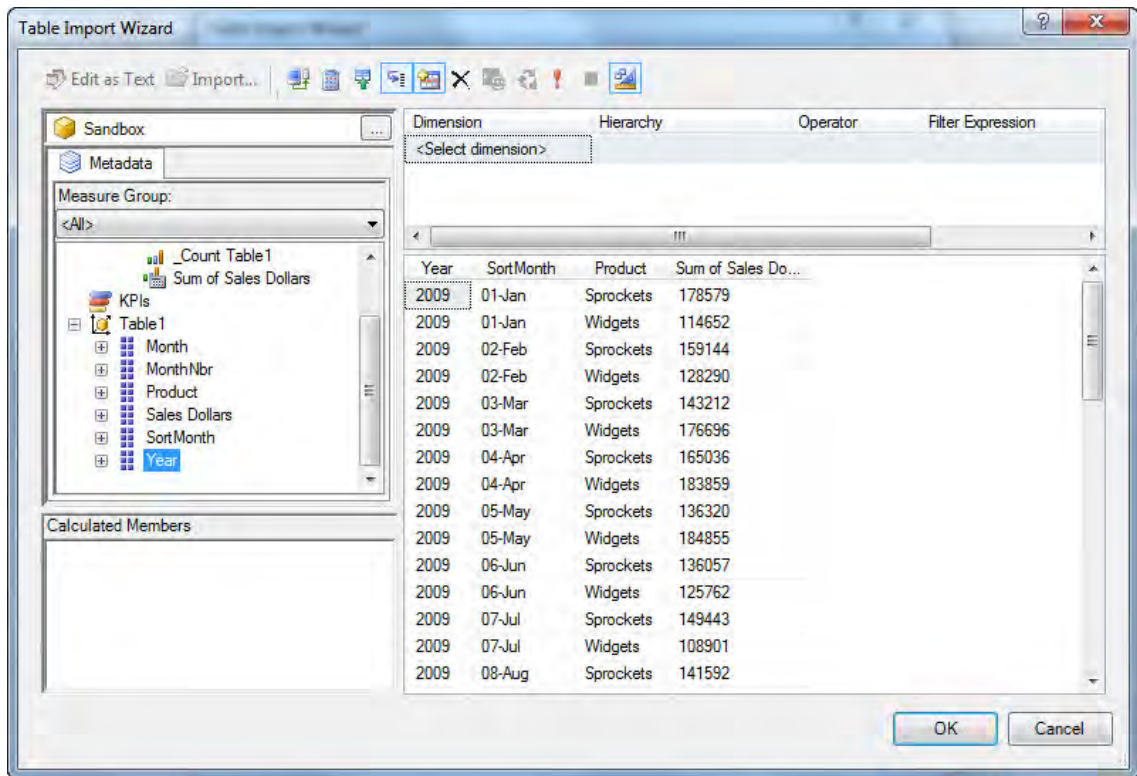 Table Import Wizard
Edit as Text Import...
Sandbox ...
Metadata
Measure Group:
<All>
_Count Table1
Sum of Sales Dollars
KPIs
Table1
Month
MonthNbr
Product
Sales Dollars
SortMonth
Year
Calculated Members
Dimension Hierarchy Operator Filter Expression
<Select dimension>
Year SortMonth Product Sum of Sales Do...
2009 01-Jan Sprockets 178579
2009 01-Jan Widgets 114652
2009 02-Feb Sprockets 159144
2009 02-Feb Widgets 128290
2009 03-Mar Sprockets 143212
2009 03-Mar Widgets 176696
2009 04-Apr Sprockets 165036
2009 04-Apr Widgets 183859
2009 05-May Sprockets 136320
2009 05-May Widgets 184855
2009 06-Jun Sprockets 136057
2009 06-Jun Widgets 125762
2009 07-Jul Sprockets 149443
2009 07-Jul Widgets 108901
2009 08-Aug Sprockets 141592
OK Cancel